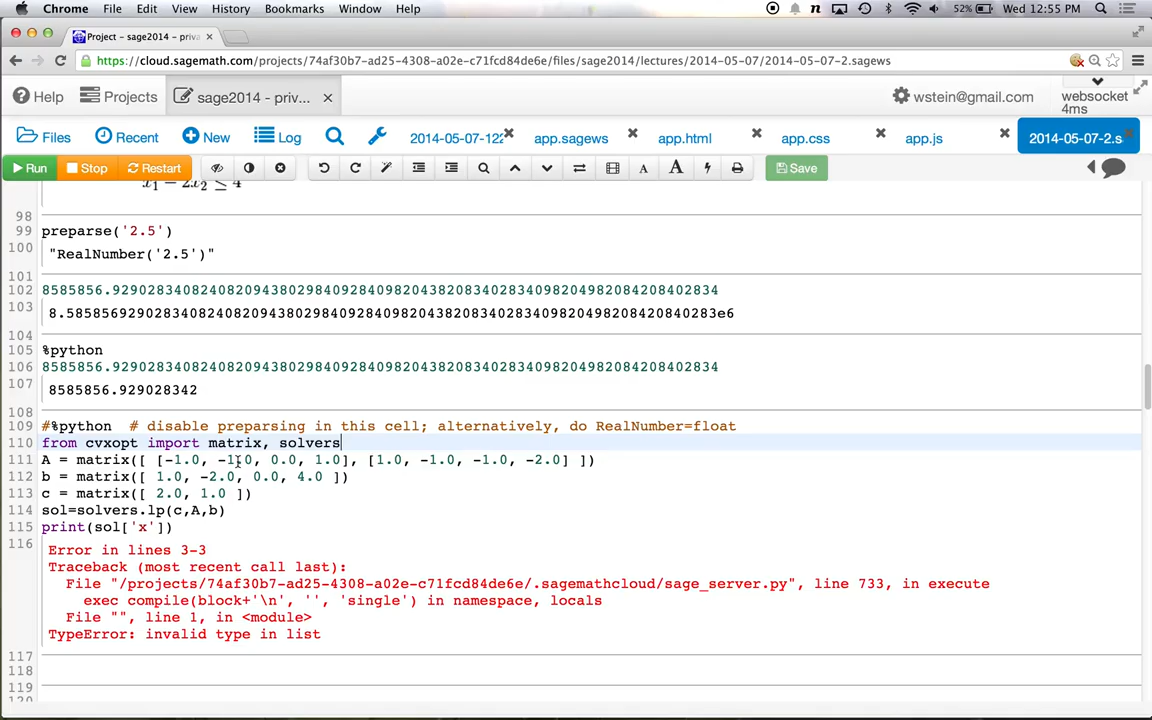 Chrome File Edit View History Bookmarks Window Help 52% Wed 12:55 PM
Project – sage2014 – priva
https://cloud.sagemath.com/projects/74af30b7-ad25-4308-a02e-c71fcd84de6e/files/sage2014/lectures/2014-05-07/2014-05-07-2.sagews
Help Projects sage2014 – priv... wstein@gmail.com websocket
4ms
Files Recent New Log 2014-05-07-122 app.sagews app.html app.css app.js 2014-05-07-2.s
Run Stop Restart A A Save
x1 − 2x2 ≤ 4
98
99 preparse('2.5')
100 "RealNumber('2.5')"
101
102 8585856.929028340824082094380298409284098204382083402834098204982084208402834
103 8.585856929028340824082094380298409284098204382083402834098204982084208402​83e6
104
105 %python
106 8585856.929028340824082094380298409284098204382083402834098204982084208402834
107 8585856.929028342
108
109 #%python # disable preparsing in this cell; alternatively, do RealNumber=float
110 from cvxopt import matrix, solvers
111 A = matrix([ [-1.0, -1.0, 0.0, 1.0], [1.0, -1.0, -1.0, -2.0] ])
112 b = matrix([ 1.0, -2.0, 0.0, 4.0 ])
113 c = matrix([ 2.0, 1.0 ])
114 sol=solvers.lp(c,A,b)
115 print(sol['x'])
116
Error in lines 3-3
Traceback (most recent call last):
File "/projects/74af30b7-ad25-4308-a02e-c71fcd84de6e/.sagemathcloud/sage_server.py", line 733, in execute
exec compile(block+'\n', '', 'single') in namespace, locals
File "", line 1, in <module>
TypeError: invalid type in list
117
118
119